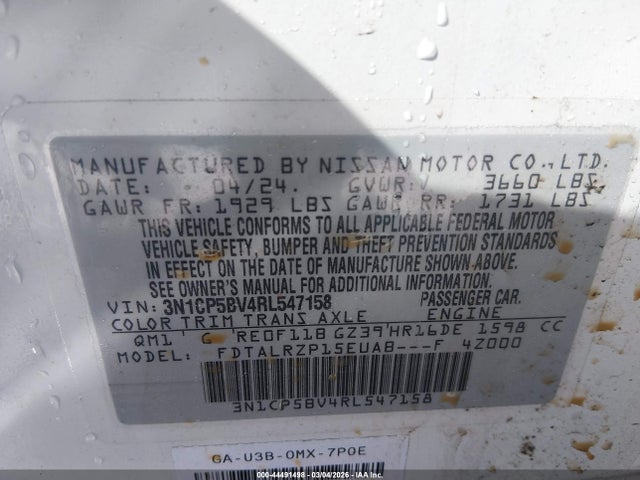 MANUFACTURED BY NISSAN MOTOR CO.,LTD.
DATE: 04/24. GVWR: 3660 LBS,
GAWR FR: 1929 LBS GAWR RR: 1731 LBS
THIS VEHICLE CONFORMS TO ALL APPLICABLE FEDERAL MOTOR
VEHICLE SAFETY, BUMPER AND THEFT PREVENTION STANDARDS
IN EFFECT ON THE DATE OF MANUFACTURE SHOWN ABOVE.
SEE OWNER'S MANUAL FOR ADDITIONAL INFORMATION.
VIN: 3N1CP5BV4RL547158 PASSENGER CAR.
COLOR TRIM TRANS AXLE ENGINE
QM1 G RE0F11B GZ39 HR16DE 1598 CC
MODEL: FDTALRZP15EUAB---F 4Z000
3N1CP5BV4RL547158
GA-U3B-0MX-7P0E
000-44491498 - 03/04/2026 - IAA Inc.